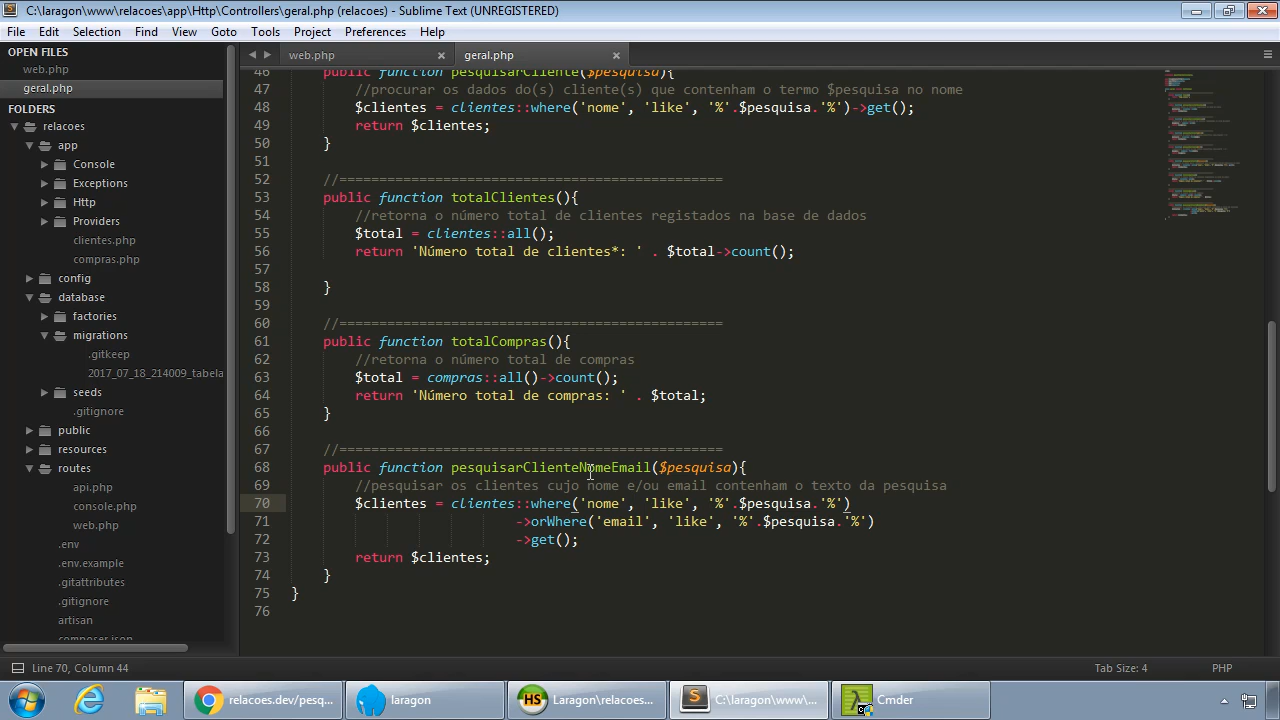 C:\laragon\www\relacoes\app\Http\Controllers\geral.php (relacoes) - Sublime Text (UNREGISTERED)
File Edit Selection Find View Goto Tools Project Preferences Help
OPEN FILES
web.php
geral.php
FOLDERS
relacoes
app
Console
Exceptions
Http
Providers
clientes.php
compras.php
config
database
factories
migrations
.gitkeep
2017_07_18_214009_tabela
seeds
.gitignore
public
resources
routes
api.php
console.php
web.php
.env
.env.example
.gitattributes
.gitignore
artisan
composer.json
web.php geral.php
46 public function pesquisarCliente($pesquisa){
47 //procurar os dados do(s) cliente(s) que contenham o termo $pesquisa no nome
48 $clientes = clientes::where('nome', 'like', '%'.$pesquisa.'%')->get();
49 return $clientes;
50 }
51
52 //================================================
53 public function totalClientes(){
54 //retorna o número total de clientes registados na base de dados
55 $total = clientes::all();
56 return 'Número total de clientes*: ' . $total->count();
57
58 }
59
60 //================================================
61 public function totalCompras(){
62 //retorna o número total de compras
63 $total = compras::all()->count();
64 return 'Número total de compras: ' . $total;
65 }
66
67 //================================================
68 public function pesquisarClienteNomeEmail($pesquisa){
69 //pesquisar os clientes cujo nome e/ou email contenham o texto da pesquisa
70 $clientes = clientes::where('nome', 'like', '%'.$pesquisa.'%')
71 ->orWhere('email', 'like', '%'.$pesquisa.'%')
72 ->get();
73 return $clientes;
74 }
75 }
76
Line 70, Column 44 Tab Size: 4 PHP
relacoes.dev/pesq... laragon HS Laragon\relacoes... C:\laragon\www\... Cmder